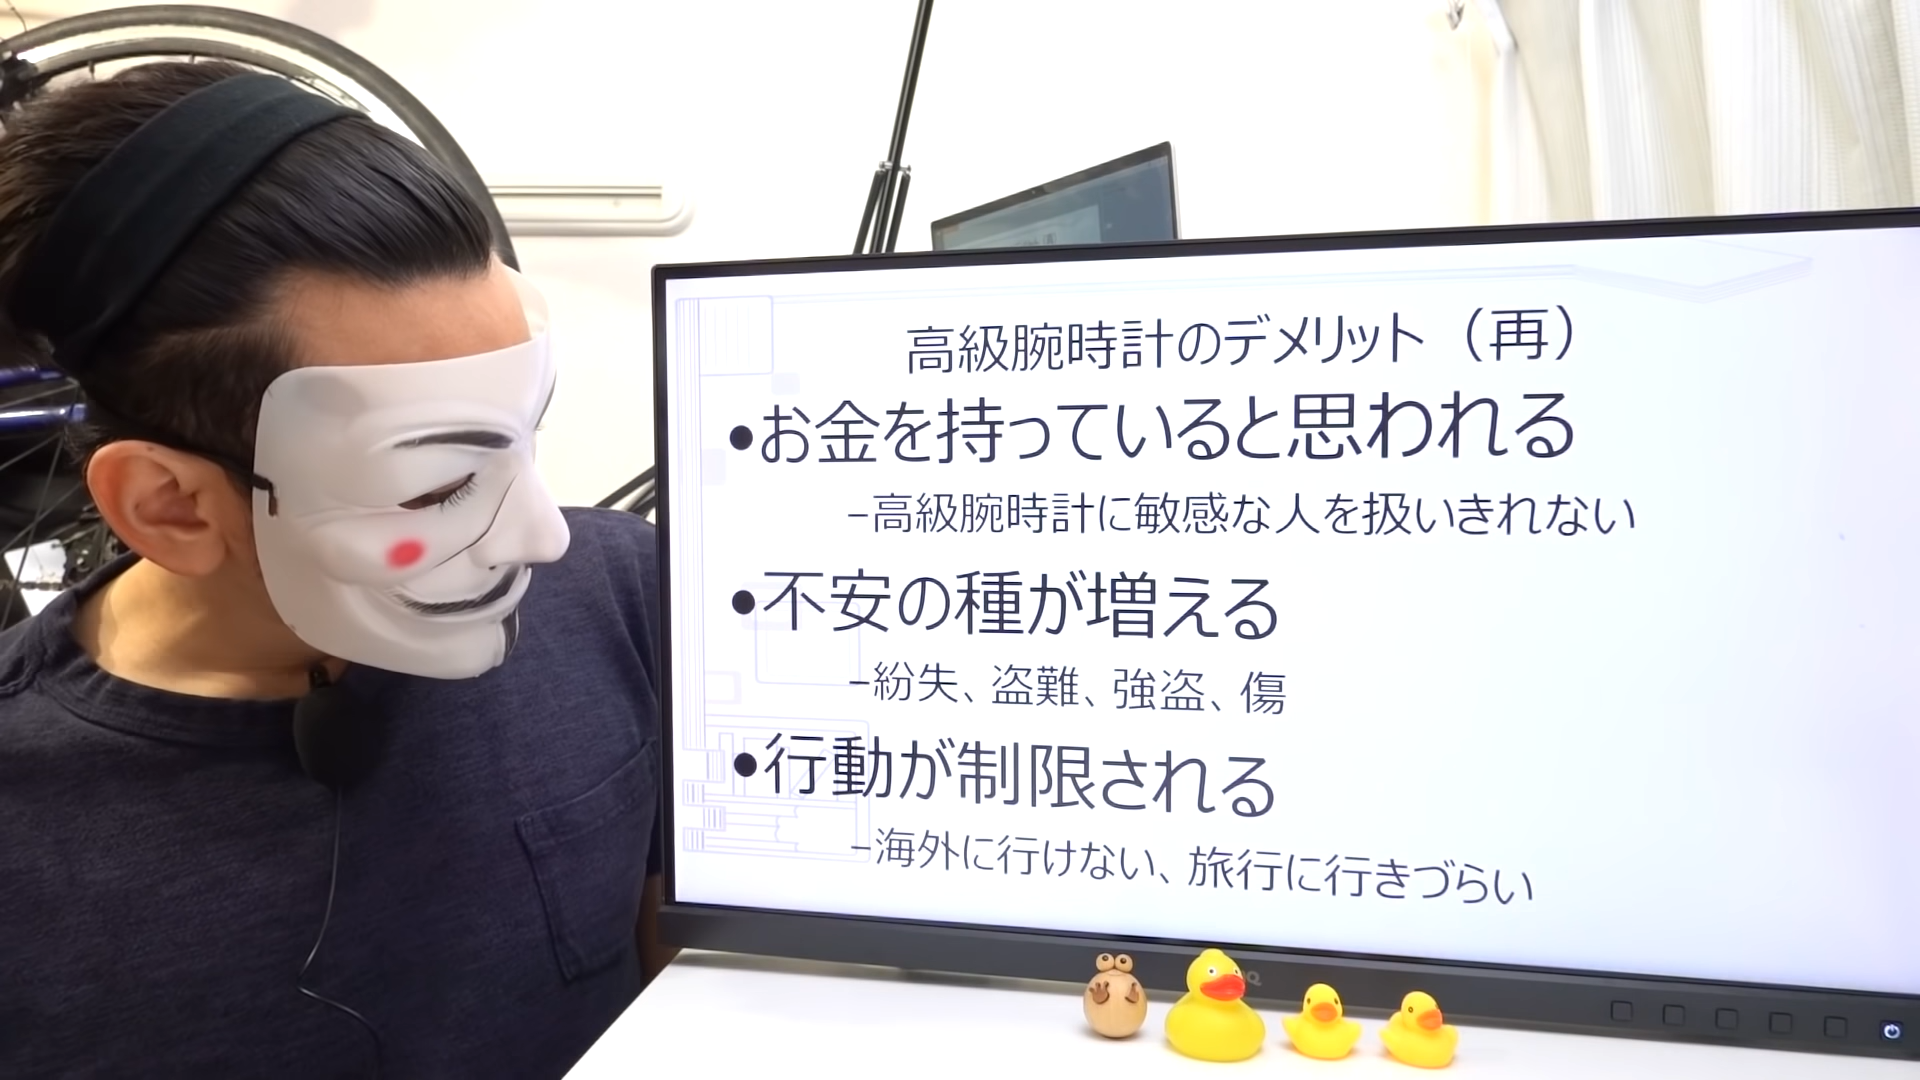 高級腕時計のデメリット（再）
•お金を持っていると思われる
–高級腕時計に敏感な人を扱いきれない
•不安の種が増える
–紛失、盗難、強盗、傷
•行動が制限される
–海外に行けない、旅行に行きづらい